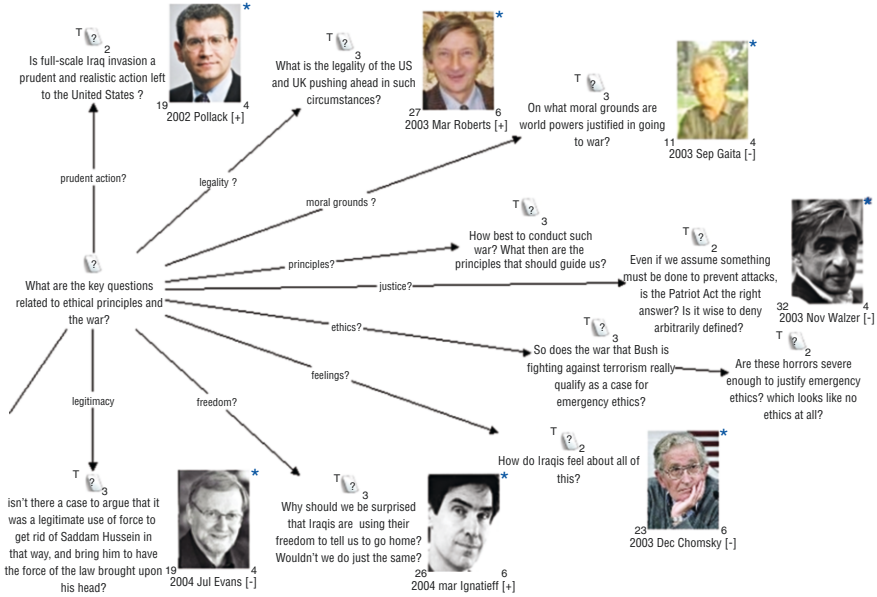 T ? 2
Is full-scale Iraq invasion a
prudent and realistic action left
to the United States ?
*
19 4
2002 Pollack [+]
T ? 3
What is the legality of the US
and UK pushing ahead in such
circumstances?
*
27 6
2003 Mar Roberts [+]
T ? 3
On what moral grounds are
world powers justified in going
to war?
*
11 4
2003 Sep Gaita [-]
prudent action?
legality ?
moral grounds ?
?
What are the key questions
related to ethical principles and
the war?
principles?
T ? 3
How best to conduct such
war? What then are the
principles that should guide us?
justice?
T ? 2
Even if we assume something
must be done to prevent attacks,
is the Patriot Act the right
answer? Is it wise to deny
arbitrarily defined?
*
32 4
2003 Nov Walzer [-]
ethics?
T ? 3
So does the war that Bush is
fighting against terrorism really
qualify as a case for
emergency ethics?
T ? 2
Are these horrors severe
enough to justify emergency
ethics? which looks like no
ethics at all?
feelings?
T ? 2
How do Iraqis feel about all of
this?
*
23 6
2003 Dec Chomsky [-]
legitimacy
freedom?
T ? 3
isn't there a case to argue that it
was a legitimate use of force to
get rid of Saddam Hussein in
that way, and bring him to have
the force of the law brought upon
his head?
*
19 4
2004 Jul Evans [-]
T ? 3
Why should we be surprised
that Iraqis are using their
freedom to tell us to go home?
Wouldn't we do just the same?
*
26 6
2004 mar Ignatieff [+]